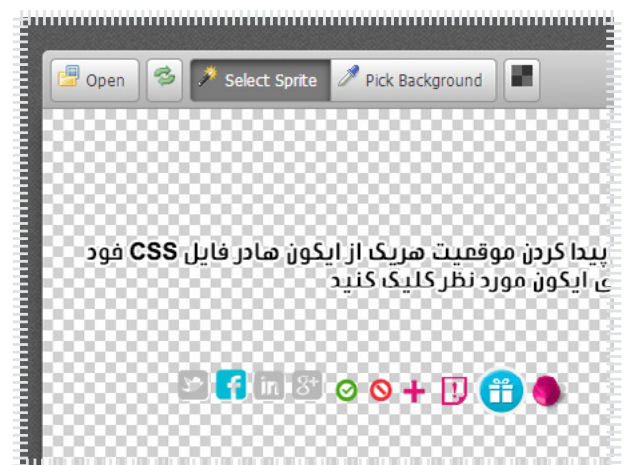 Open
Select Sprite
Pick Background
پیدا کردن موقعیت هریک از ایکون هادر فایل CSS فود
ی ایکون مورد نظر کلیک کنید